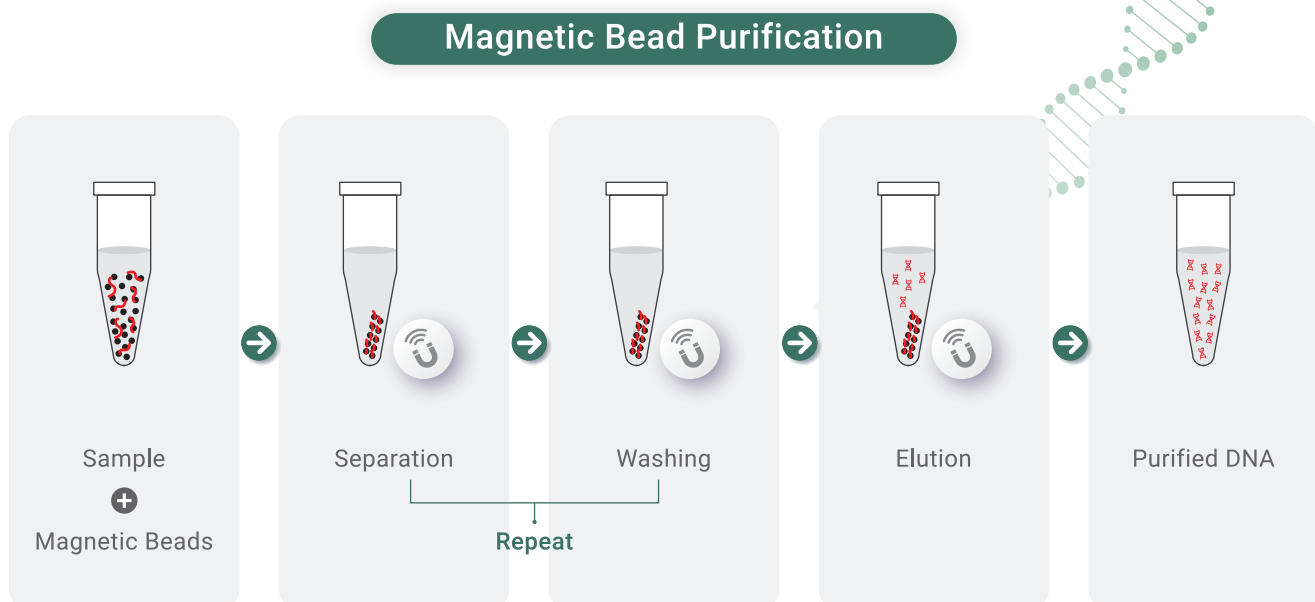 Magnetic Bead Purification
Sample
+
Magnetic Beads
Separation
Washing
Repeat
Elution
Purified DNA